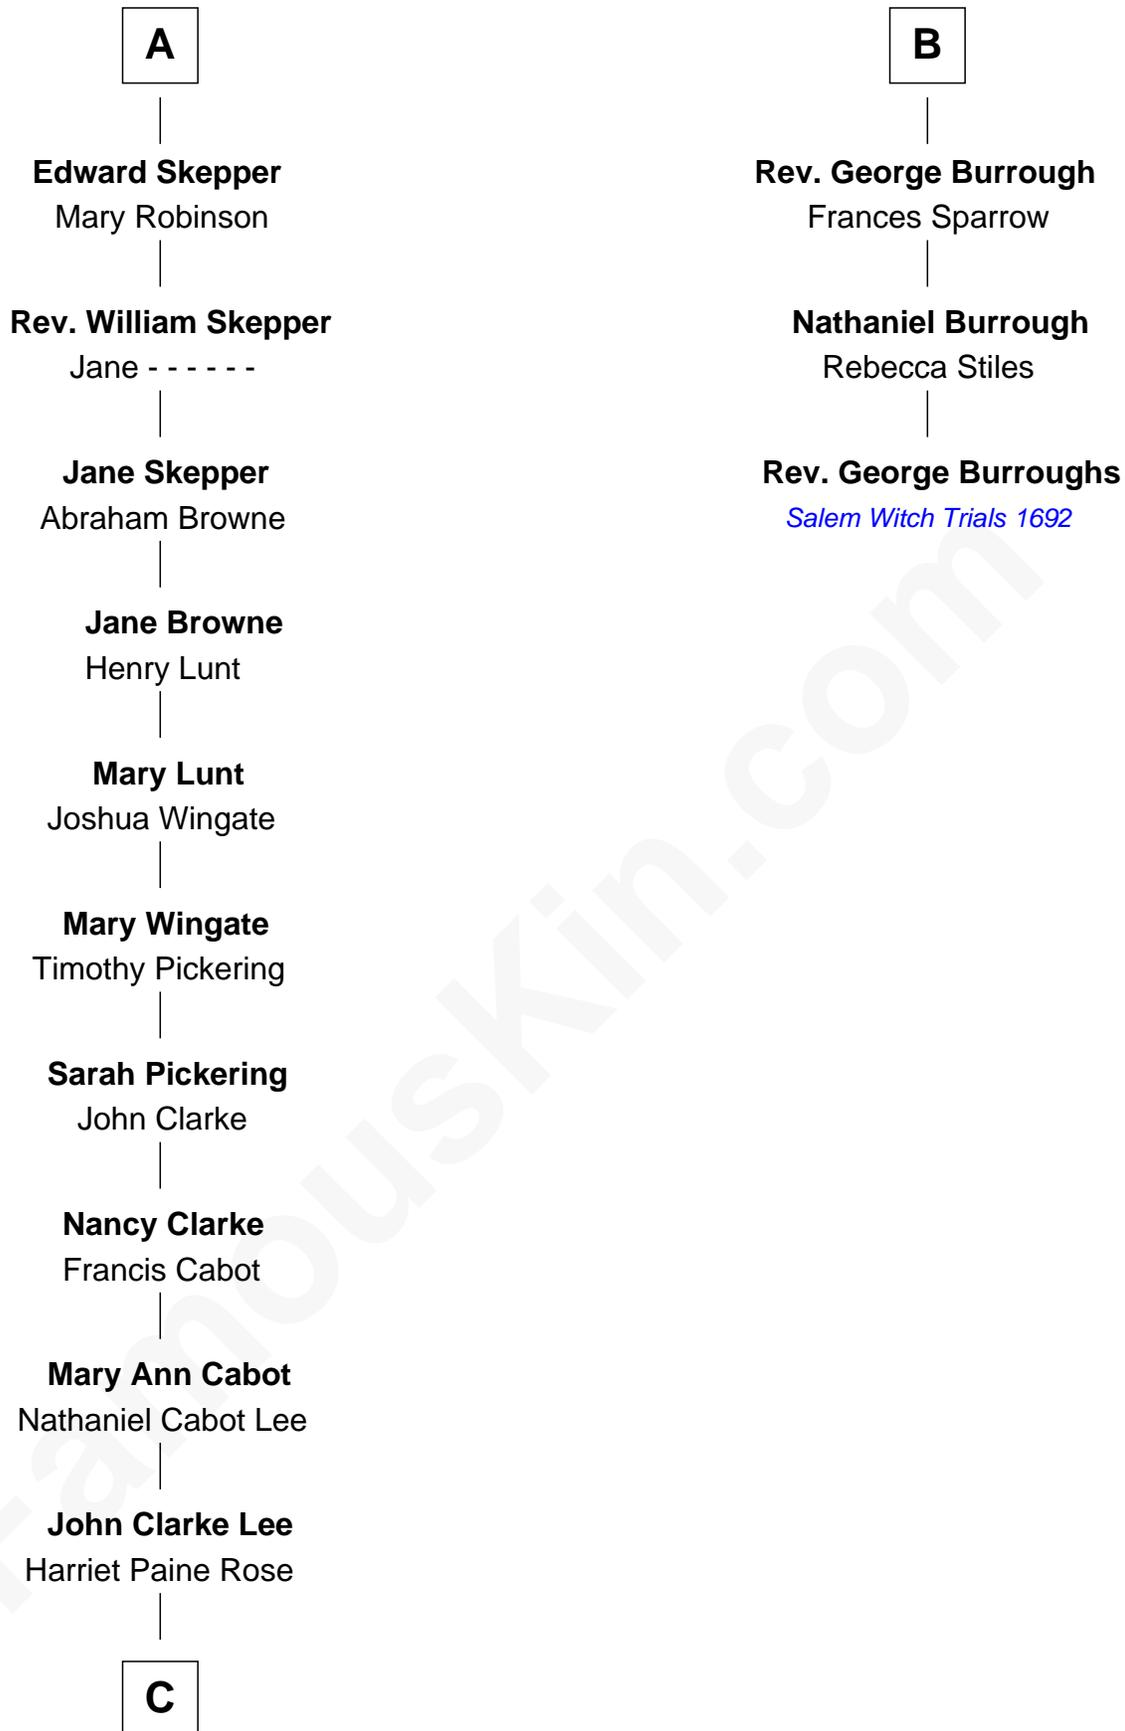 A
Edward Skepper
Mary Robinson
Rev. William Skepper
Jane - - - - - -
Jane Skepper
Abraham Browne
Jane Browne
Henry Lunt
Mary Lunt
Joshua Wingate
Mary Wingate
Timothy Pickering
Sarah Pickering
John Clarke
Nancy Clarke
Francis Cabot
Mary Ann Cabot
Nathaniel Cabot Lee
John Clarke Lee
Harriet Paine Rose
C
B
Rev. George Burrough
Frances Sparrow
Nathaniel Burrough
Rebecca Stiles
Rev. George Burroughs
Salem Witch Trials 1692
FamousKin.com